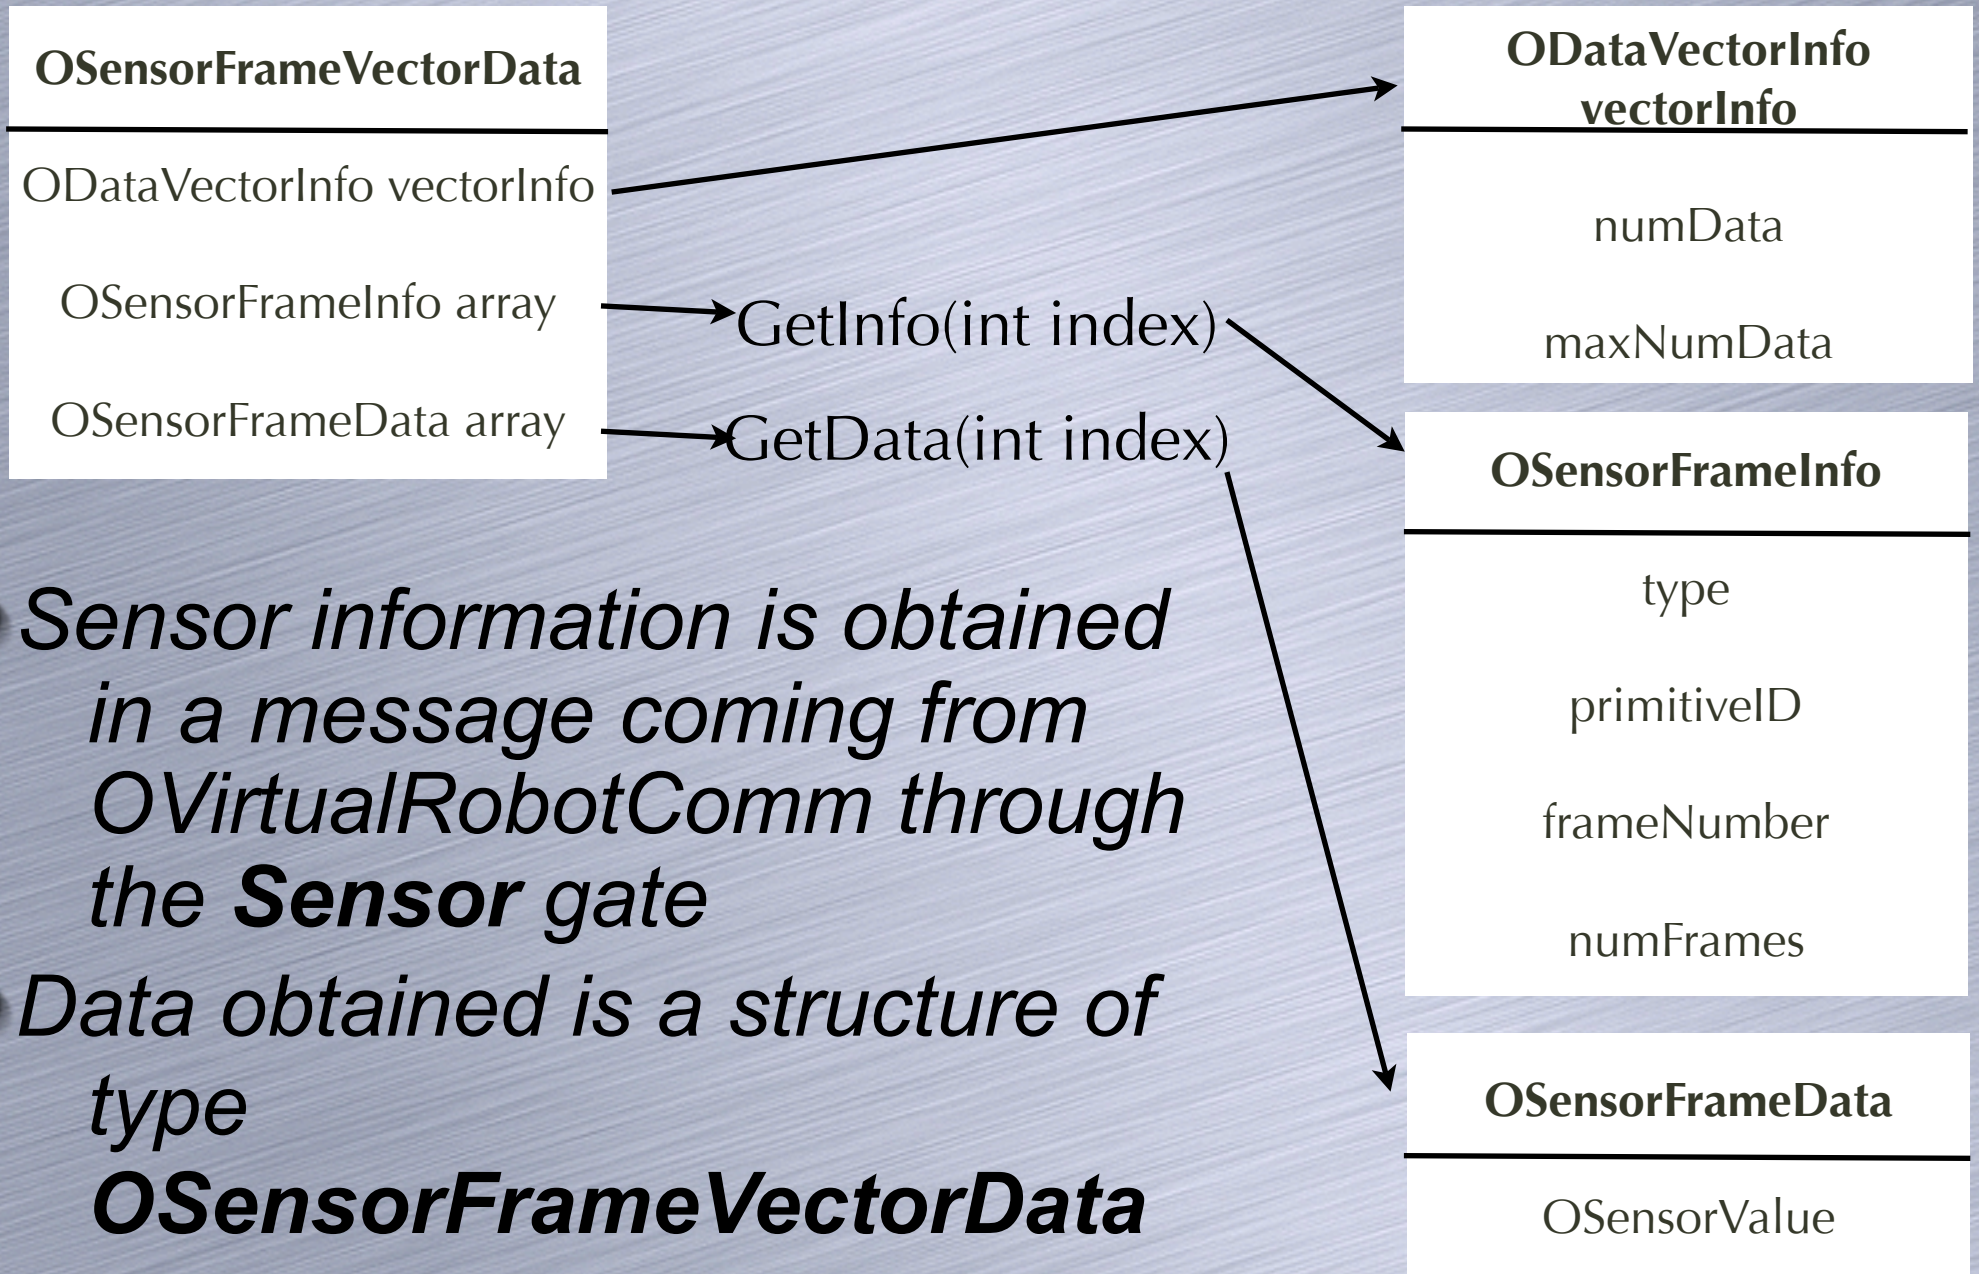 OSensorFrameVectorData
ODataVectorInfo vectorInfo
OSensorFrameInfo array
OSensorFrameData array
GetInfo(int index)
GetData(int index)
ODataVectorInfo
vectorInfo
numData
maxNumData
OSensorFrameInfo
type
primitiveID
frameNumber
numFrames
OSensorFrameData
OSensorValue
Sensor information is obtained
in a message coming from
OVirtualRobotComm through
the Sensor gate
Data obtained is a structure of
type
OSensorFrameVectorData